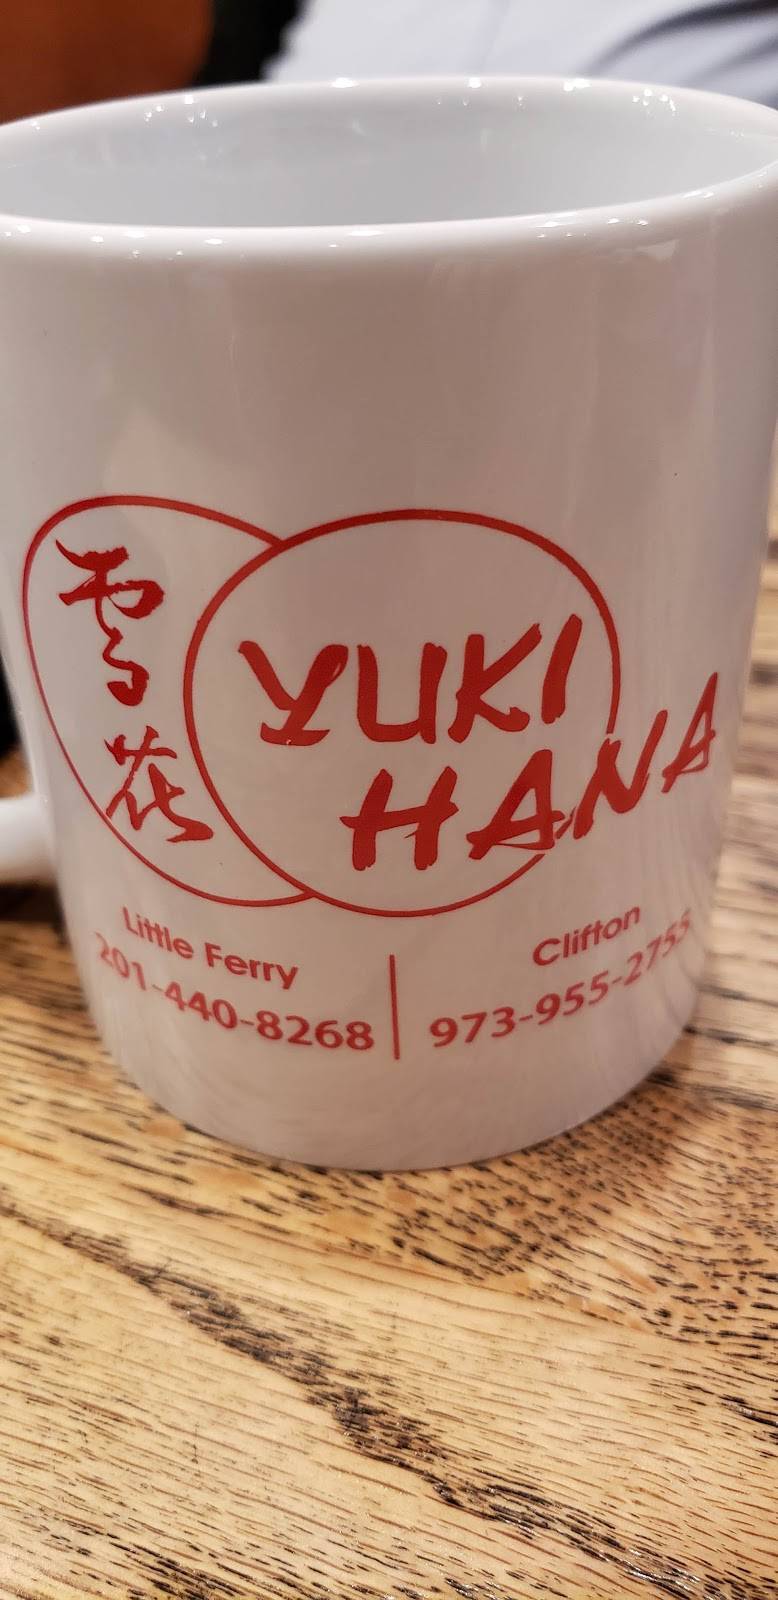 雪花
YUKI
HANA
Little Ferry
201-440-8268
Clifton
973-955-2755